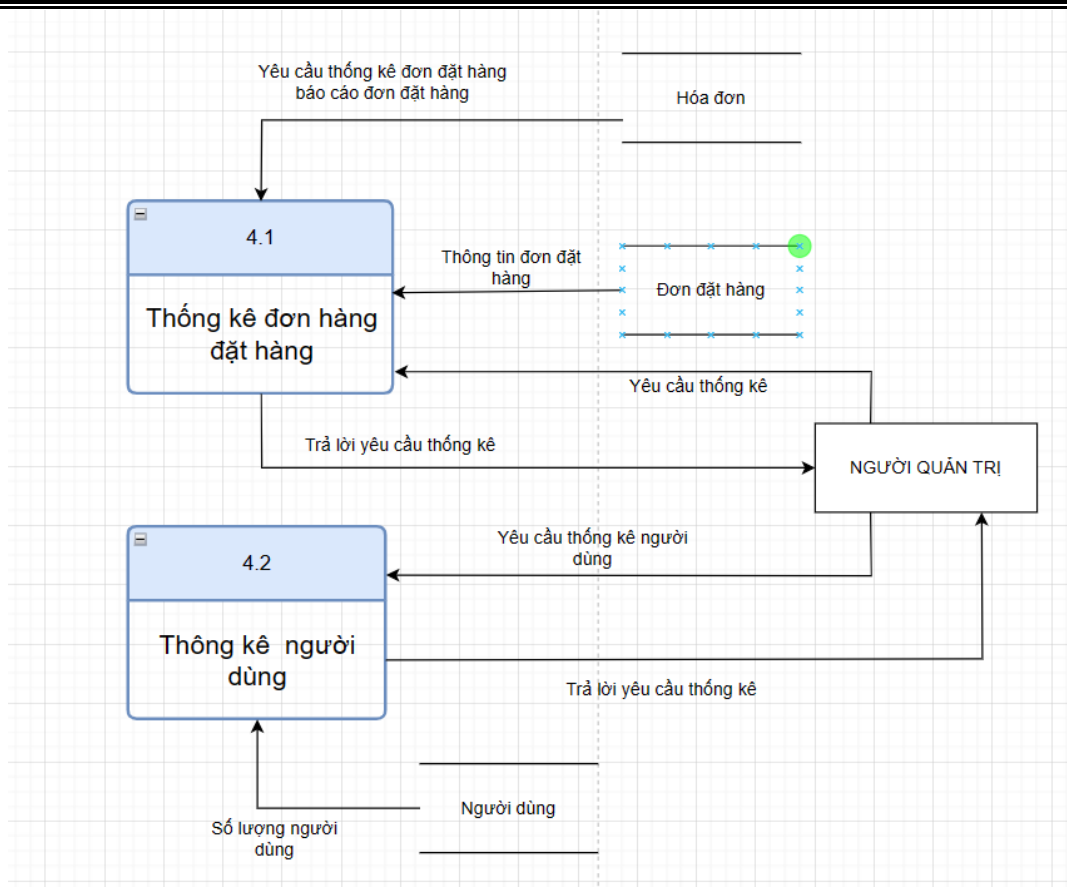 Yêu cầu thống kê đơn đặt hàng
báo cáo đơn đặt hàng
Hóa đơn
4.1
Thống kê đơn hàng
đặt hàng
Thông tin đơn đặt
hàng
Đơn đặt hàng
Yêu cầu thống kê
Trả lời yêu cầu thống kê
NGƯỜI QUẢN TRỊ
Yêu cầu thống kê người
dùng
4.2
Thông kê người
dùng
Trả lời yêu cầu thống kê
Người dùng
Số lượng người
dùng